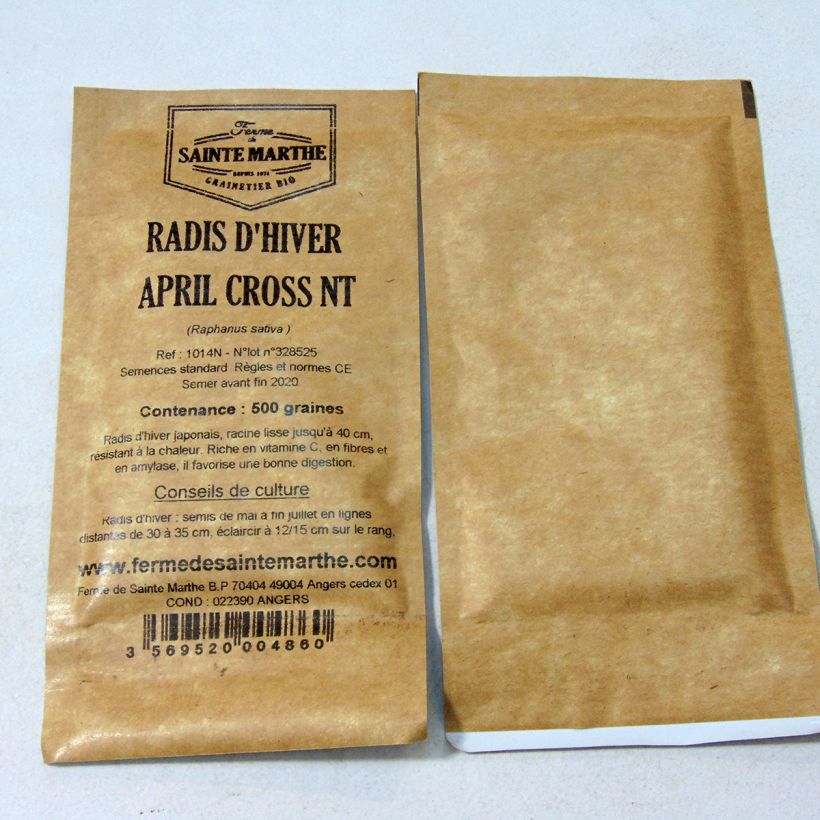 Ferme
de
SAINTE MARTHE
DEPUIS 1974
GRAINETIER BIO
RADIS D'HIVER
APRIL CROSS NT
(Raphanus sativa )
Ref : 1014N - N°lot n°328525
Semences standard Règles et normes CE
Semer avant fin 2020
Contenance : 500 graines
Radis d'hiver japonais, racine lisse jusqu'à 40 cm,
résistant à la chaleur. Riche en vitamine C, en fibres et
en amylase, il favorise une bonne digestion.
Conseils de culture
Radis d'hiver : semis de mai a fin juillet en lignes
distantes de 30 à 35 cm, éclaircir à 12/15 cm sur le rang.
www.fermedesaintemarthe.com
Ferme de Sainte Marthe B.P 70404 49004 Angers cedex 01
COND : 022390 ANGERS
3 569520 004860